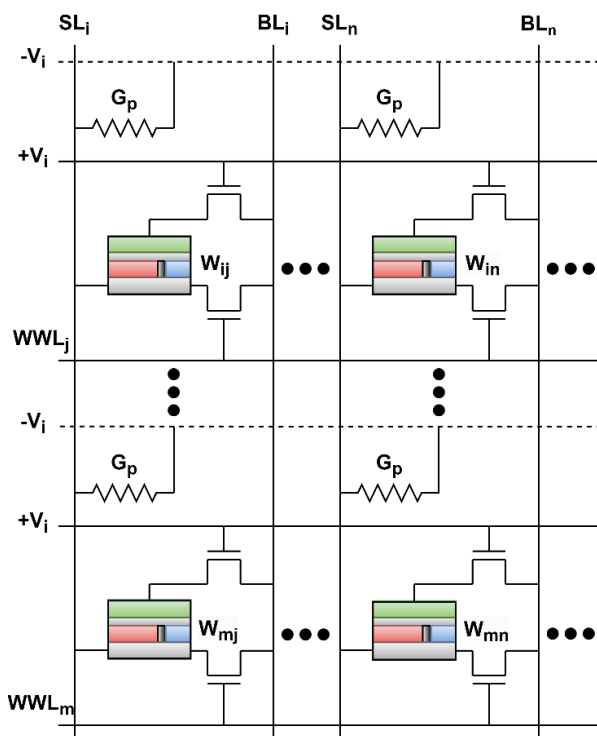 SLi BLi SLn BLn
-Vi
Gp Gp
+Vi
Wij Win
WWLj
-Vi
Gp Gp
+Vi
Wmj Wmn
WWLm